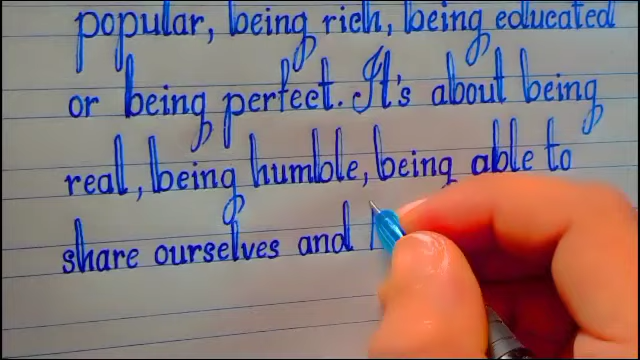 popular, being rich, being educated
or being perfect. It's about being
real, being humble, being able to
share ourselves and